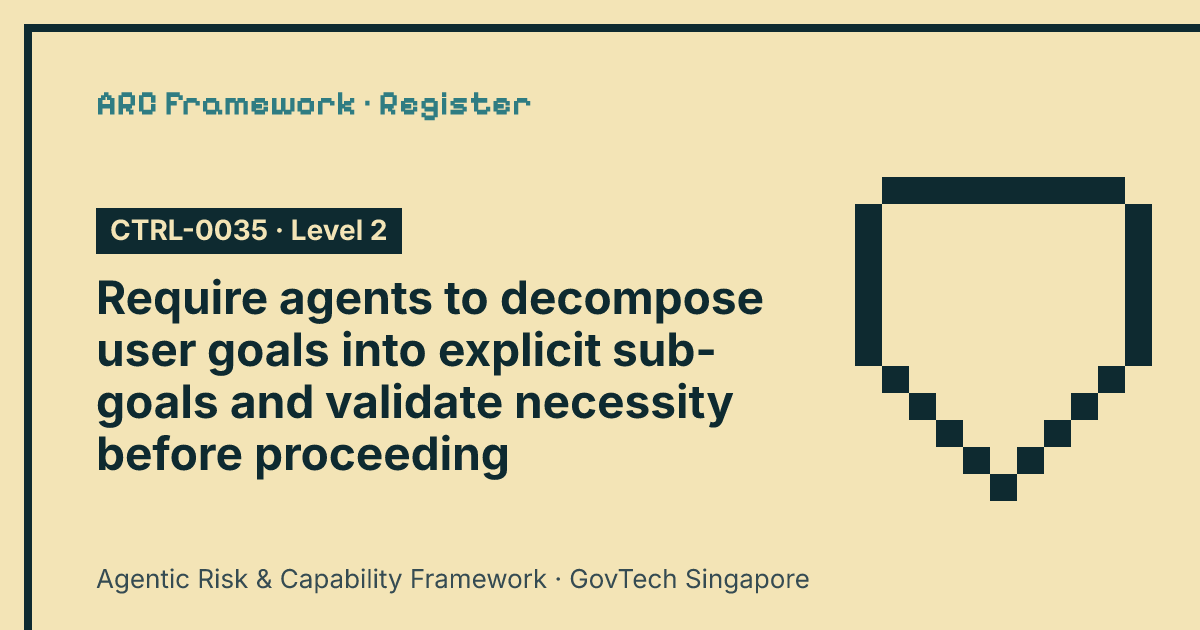 ARC Framework · Register
CTRL-0035 · Level 2
Require agents to decompose
user goals into explicit sub-
goals and validate necessity
before proceeding
Agentic Risk & Capability Framework · GovTech Singapore